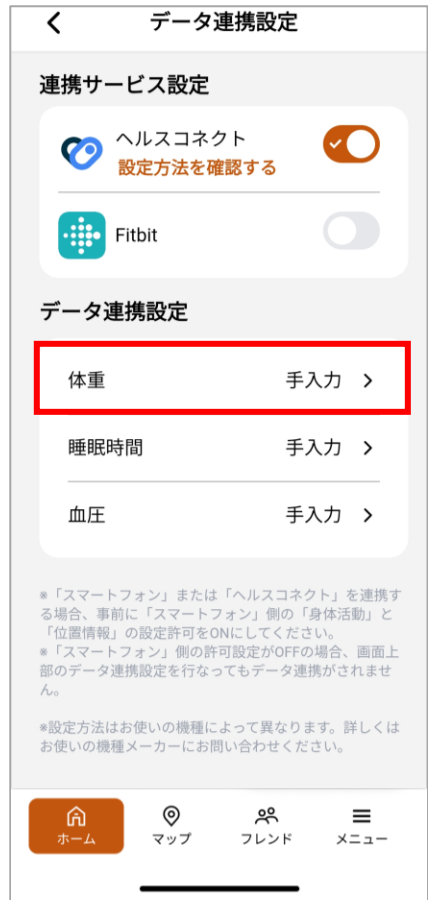 データ連携設定
連携サービス設定
ヘルスコネクト
設定方法を確認する
Fitbit
データ連携設定
体重 手入力
睡眠時間 手入力
血圧 手入力
※「スマートフォン」または「ヘルスコネクト」を連携す
る場合、事前に「スマートフォン」側の「身体活動」と
「位置情報」の設定許可をONにしてください。
※「スマートフォン」側の許可設定がOFFの場合、画面上
部のデータ連携設定を行なってもデータ連携がされませ
ん。
※設定方法はお使いの機種によって異なります。詳しくは
お使いの機種メーカーにお問い合わせください。
ホーム マップ フレンド メニュー